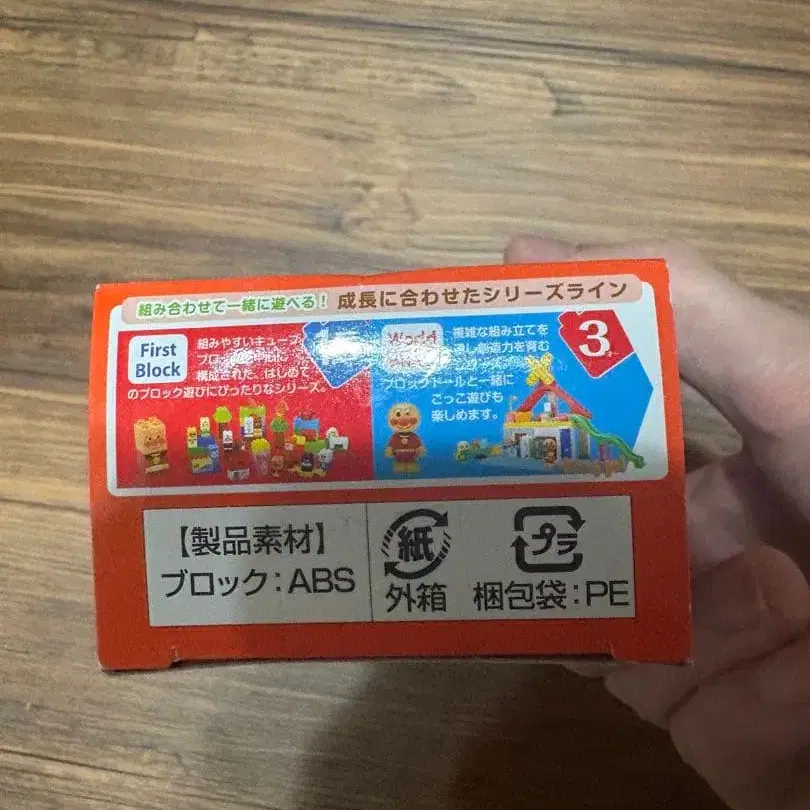 組み合わせて一緒に遊べる! 成長に合わせたシリーズライン
First
Block
組みやすいキューブ
構成された、はじめて
のブロック遊びにぴったりなシリーズ。
World
複雑な組み立てを
し創造力を育む
ブロックドールと一緒に
ごっこ遊びも
楽しめます。
3
【製品素材】
ブロック:ABS
紙
外箱
プラ
梱包袋:PE